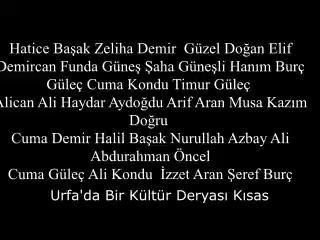 Hatice Başak Zeliha Demir Güzel Doğan Elif
Demircan Funda Güneş Şaha Güneşli Hanım Burç
Güleç Cuma Kondu Timur Güleç
Alican Ali Haydar Aydoğdu Arif Aran Musa Kazım
Doğru
Cuma Demir Halil Başak Nurullah Azbay Ali
Abdurahman Öncel
Cuma Güleç Ali Kondu İzzet Aran Şeref Burç
Urfa'da Bir Kültür Deryası Kısas